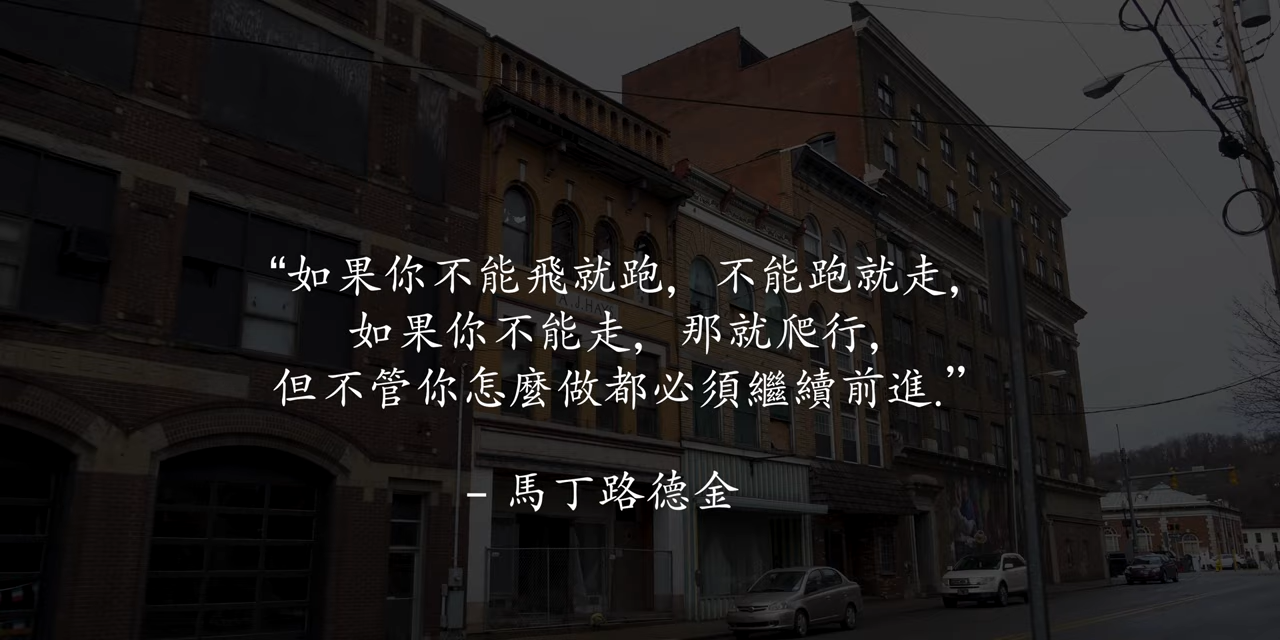 “如果你不能飛就跑, 不能跑就走,
如果你不能走, 那就爬行,
但不管你怎麼做都必須繼續前進.”
- 馬丁路德金